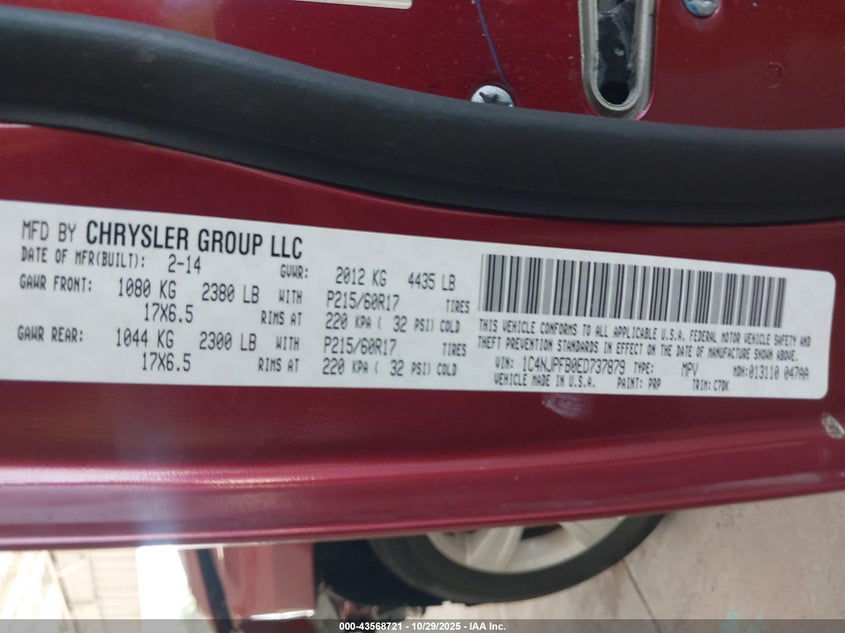 MFD BY CHRYSLER GROUP LLC
DATE OF MFR(BUILT): 2-14 GVWR: 2012 KG 4435 LB
GAWR FRONT: 1080 KG 2380 LB WITH P215/60R17 TIRES
17X6.5 RIMS AT 220 KPA ( 32 PSI) COLD
GAWR REAR: 1044 KG 2300 LB WITH P215/60R17 TIRES
17X6.5 RIMS AT 220 KPA ( 32 PSI) COLD
THIS VEHICLE CONFORMS TO ALL APPLICABLE U.S.A. FEDERAL MOTOR VEHICLE SAFETY AND
THEFT PREVENTION STANDARDS IN EFFECT ON THE DATE OF MANUFACTURE SHOWN ABOVE.
VIN: 1C4NJPFB0ED737879 TYPE: MPV MDH:013110 047AA
VEHICLE MADE IN U.S.A. PAINT: PRP TRIM: C7DK
000-43568721 - 10/29/2025 - IAA Inc.